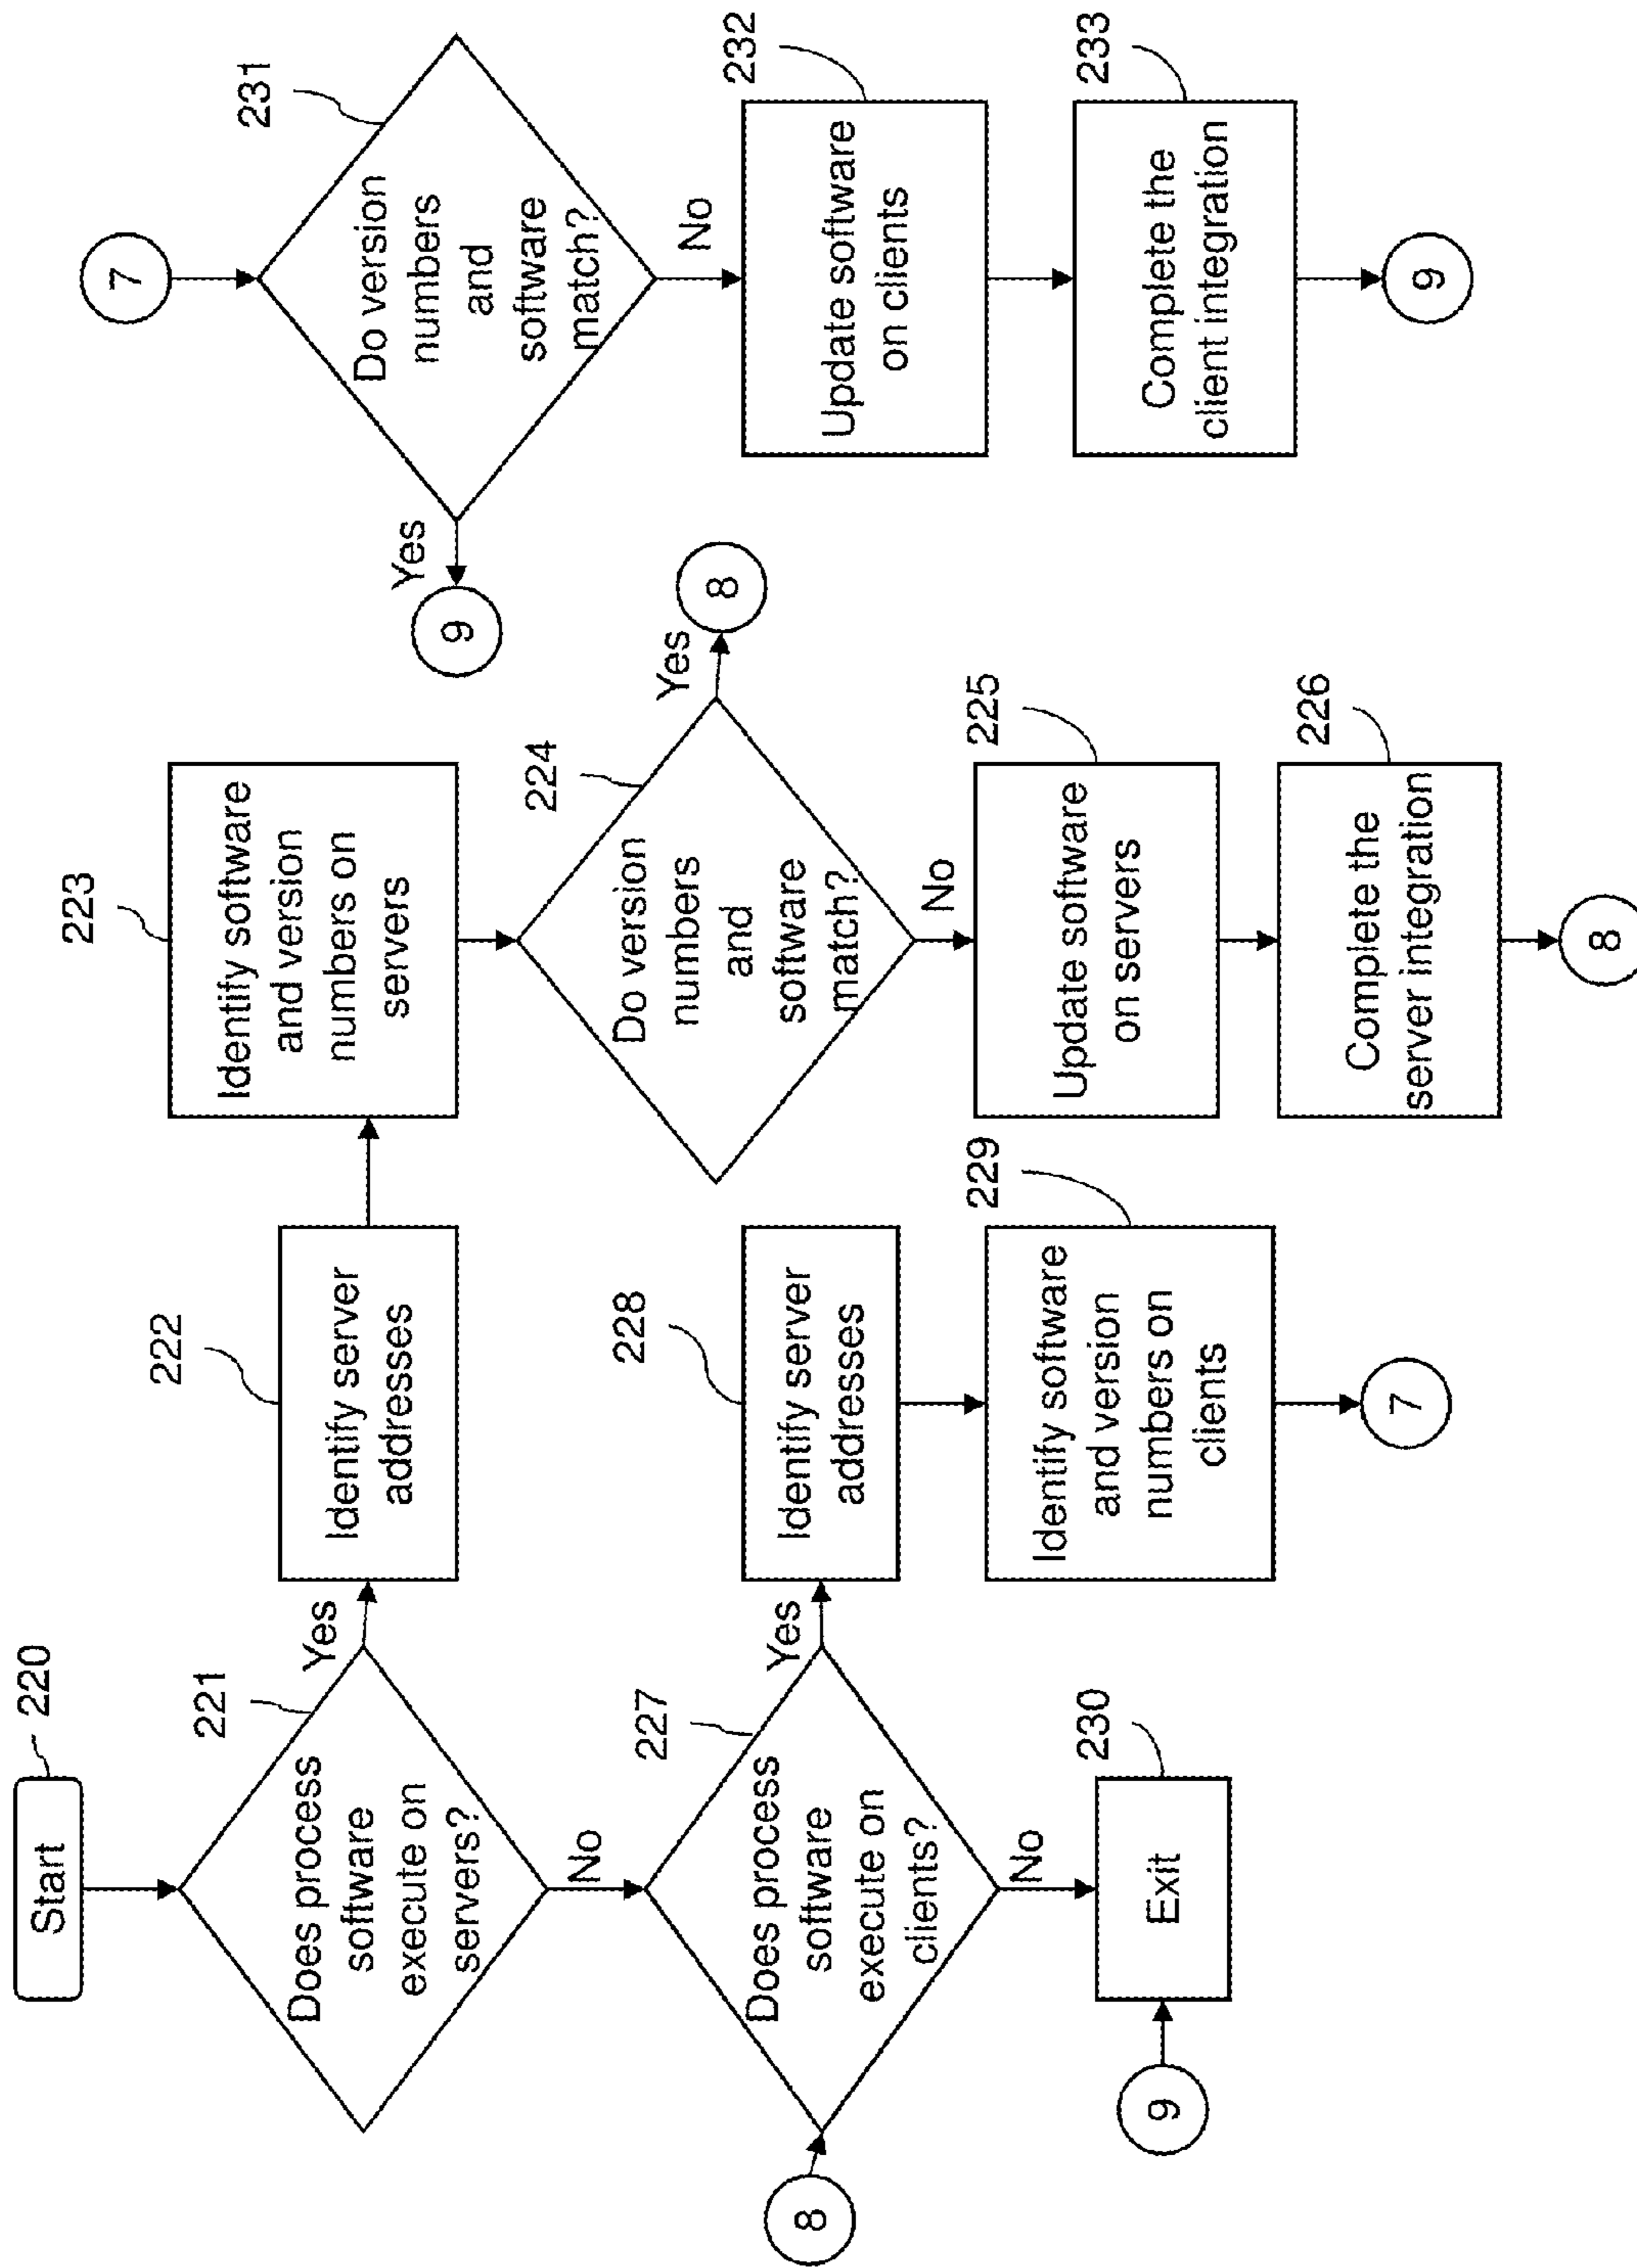 Start
220
Does process
software
execute on
servers?
221
Yes
No
Identify server
addresses
222
Identify software
and version
numbers on
servers
223
Do version
numbers
and
software
match?
224
Yes
8
No
Update software
on servers
225
Complete the
server integration
226
8
8
Does process
software
execute on
clients?
227
Yes
No
Identify server
addresses
228
Identify software
and version
numbers on
clients
229
7
9
Exit
230
7
Do version
numbers
and
software
match?
231
Yes
9
No
Update software
on clients
232
Complete the
client integration
233
9